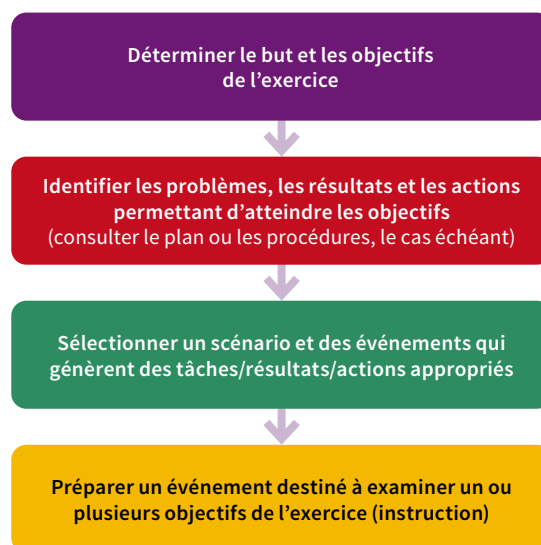 Déterminer le but et les objectifs
de l’exercice
Identifier les problèmes, les résultats et les actions
permettant d’atteindre les objectifs
(consulter le plan ou les procédures, le cas échéant)
Sélectionner un scénario et des événements qui
génèrent des tâches/résultats/actions appropriés
Préparer un événement destiné à examiner un ou
plusieurs objectifs de l’exercice (instruction)